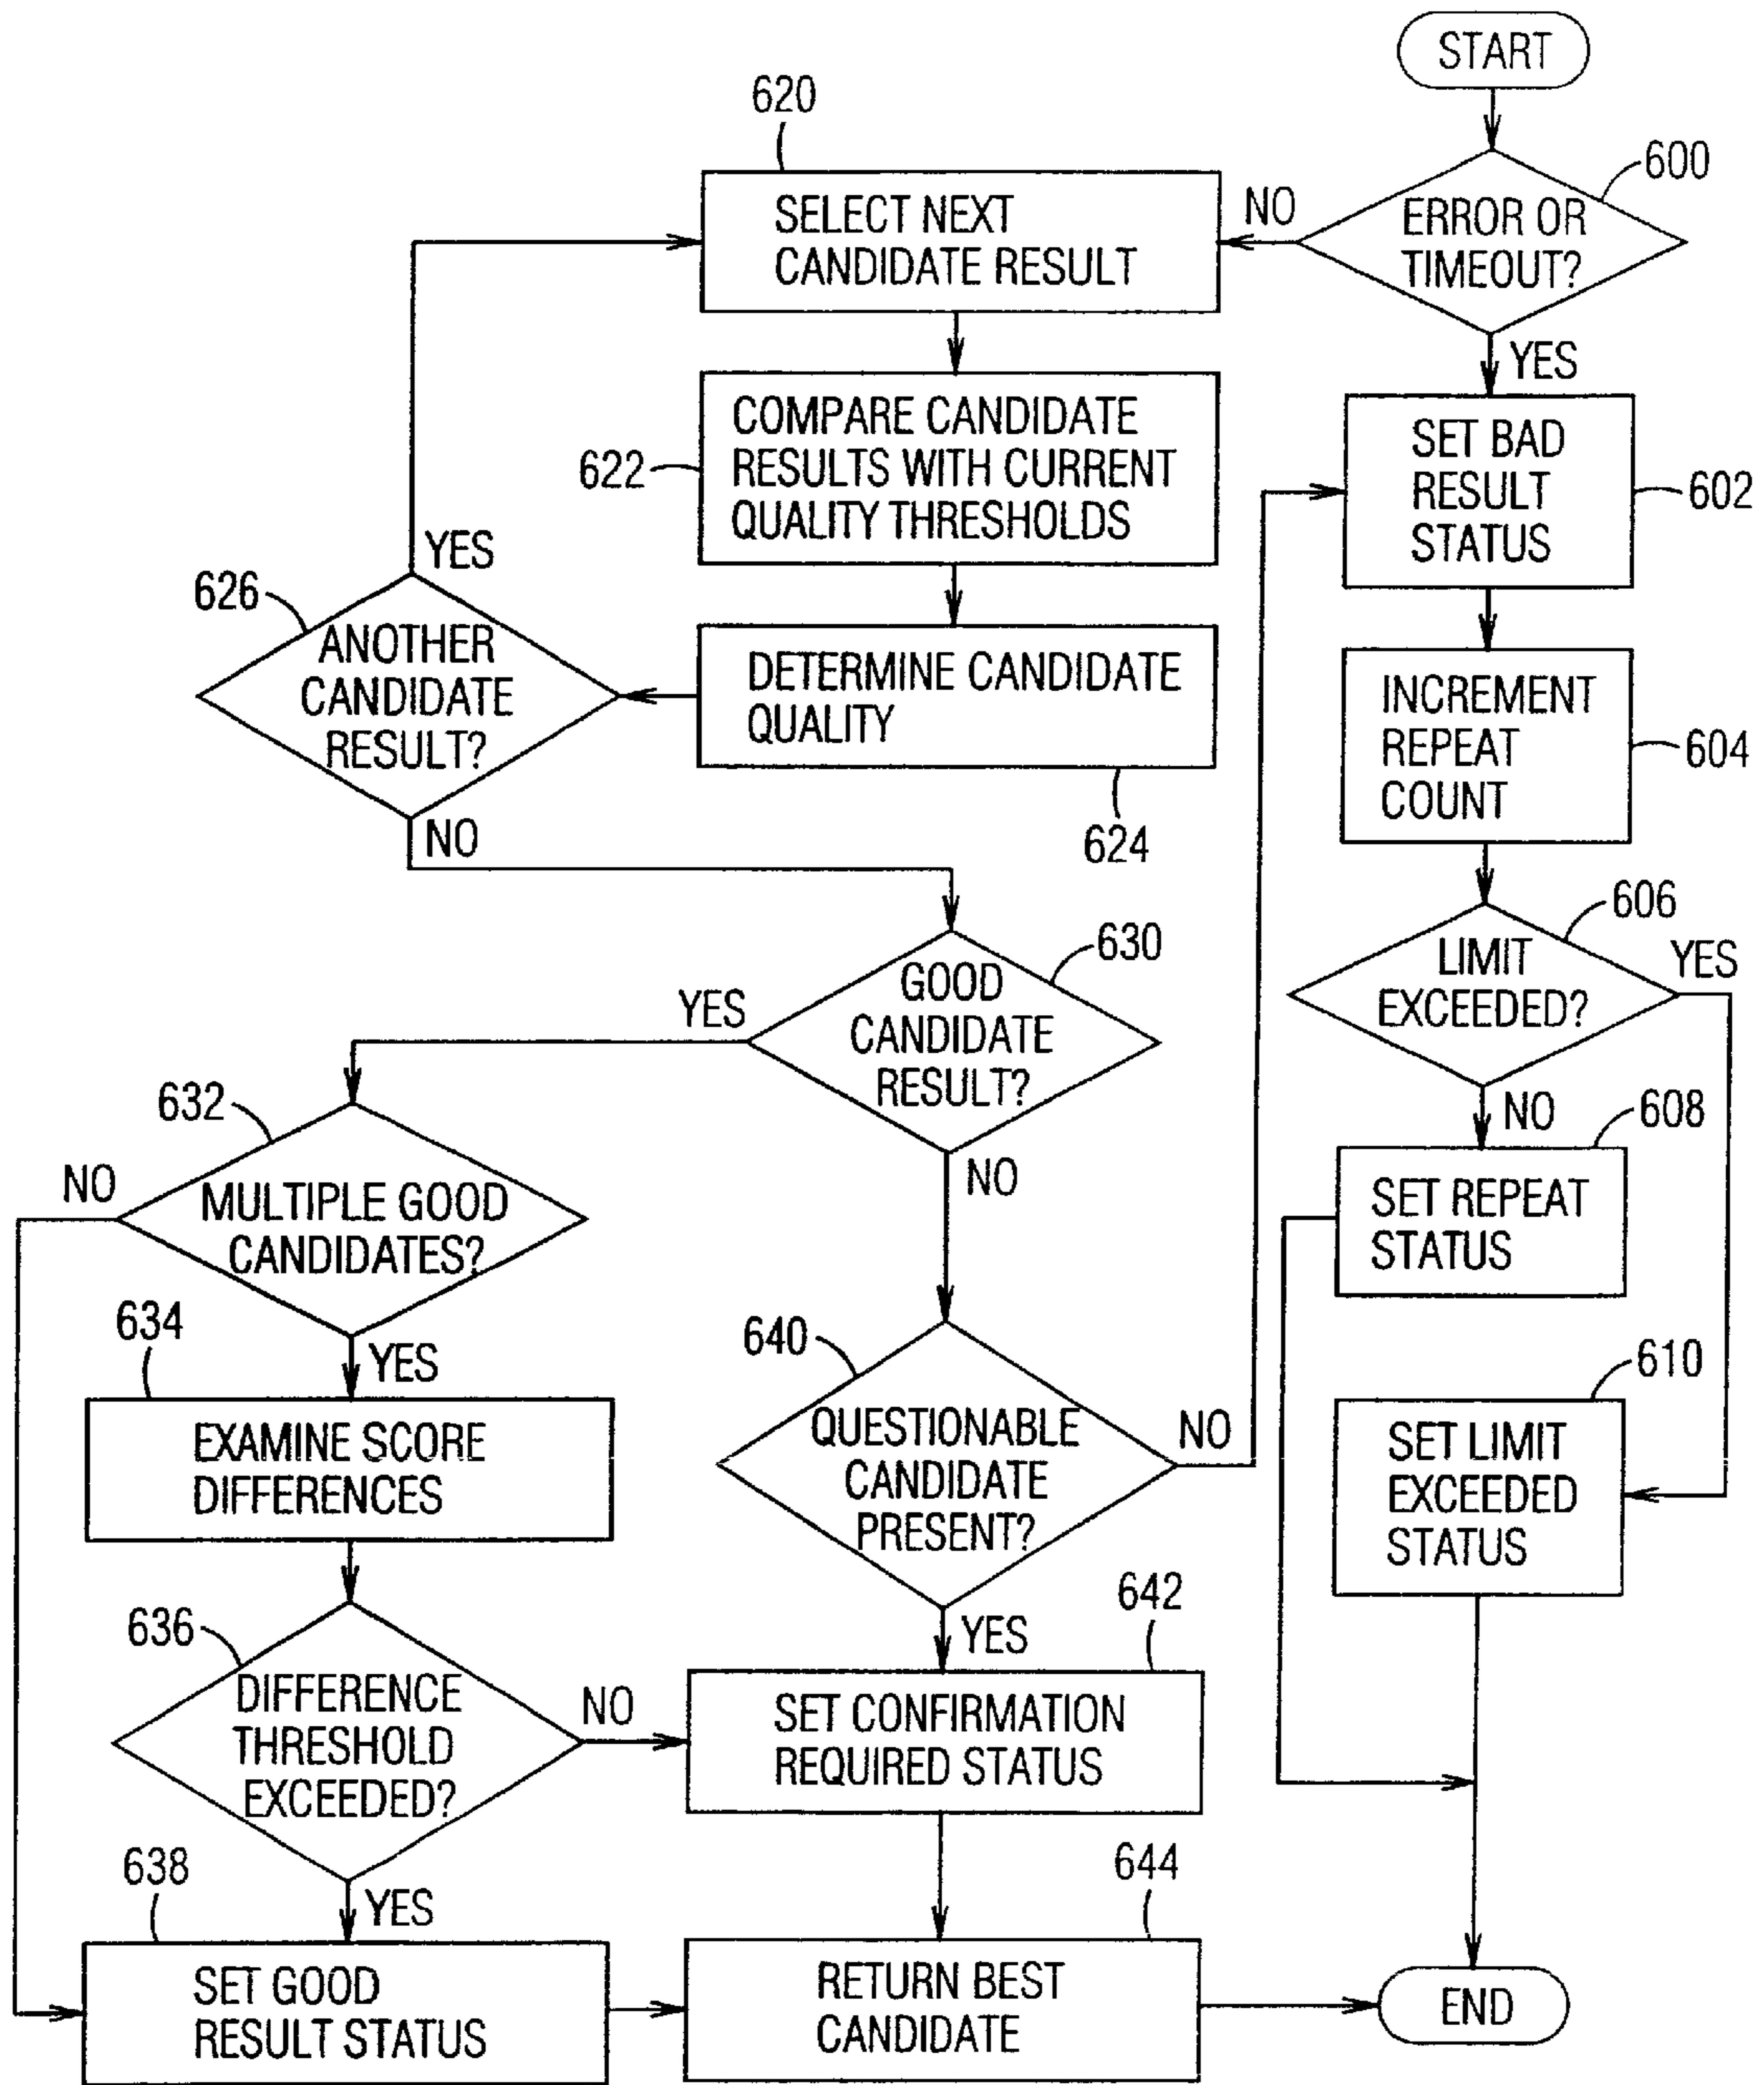 START
600
ERROR OR
TIMEOUT?
NO
YES
620
SELECT NEXT
CANDIDATE RESULT
622
COMPARE CANDIDATE
RESULTS WITH CURRENT
QUALITY THRESHOLDS
624
DETERMINE CANDIDATE
QUALITY
626
ANOTHER
CANDIDATE
RESULT?
YES
NO
602
SET BAD
RESULT
STATUS
604
INCREMENT
REPEAT
COUNT
606
LIMIT
EXCEEDED?
YES
NO
608
SET REPEAT
STATUS
610
SET LIMIT
EXCEEDED
STATUS
630
GOOD
CANDIDATE
RESULT?
YES
NO
632
MULTIPLE GOOD
CANDIDATES?
NO
YES
634
EXAMINE SCORE
DIFFERENCES
636
DIFFERENCE
THRESHOLD
EXCEEDED?
NO
YES
638
SET GOOD
RESULT STATUS
640
QUESTIONABLE
CANDIDATE
PRESENT?
NO
YES
642
SET CONFIRMATION
REQUIRED STATUS
644
RETURN BEST
CANDIDATE
END